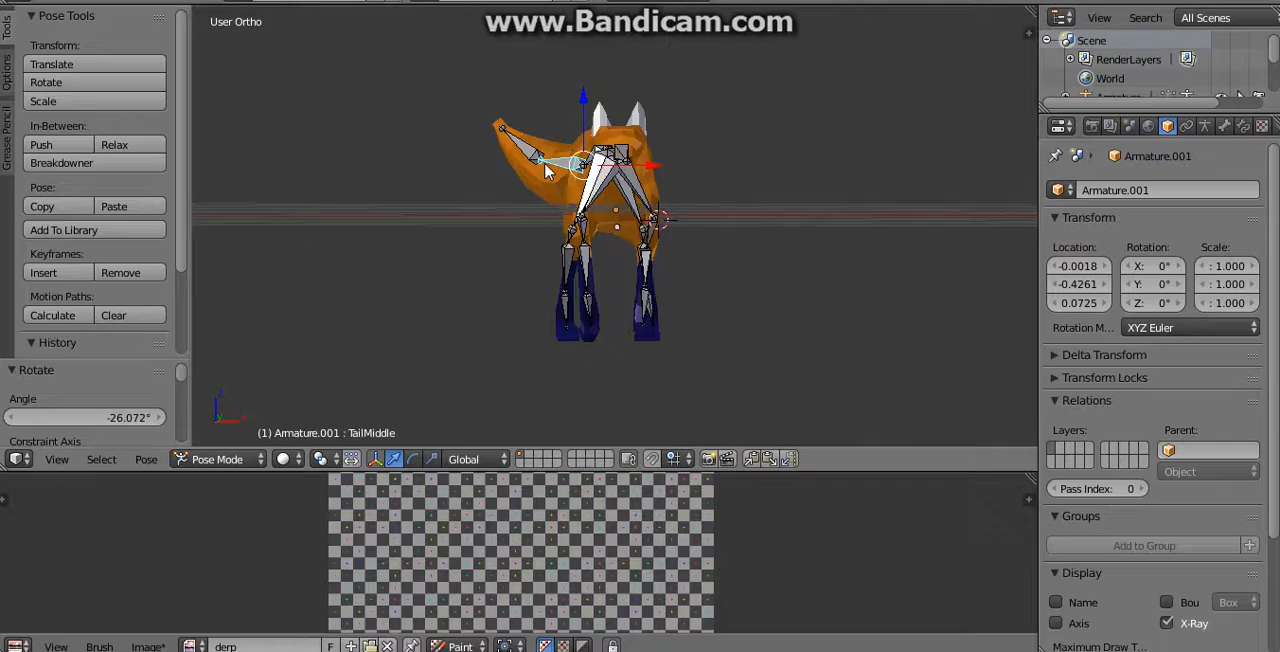 www.Bandicam.com
Tools
Options
Grease Pencil
Pose Tools
Transform:
Translate
Rotate
Scale
In-Between:
Push Relax
Breakdowner
Pose:
Copy Paste
Add To Library
Keyframes:
Insert Remove
Motion Paths:
Calculate Clear
History
Rotate
Angle
-26.072°
Constraint Axis
User Ortho
(1) Armature.001 : TailMiddle
View Select Pose Pose Mode Global
View Brush Image* derp F Paint
View Search All Scenes
Scene
RenderLayers
World
Armature.001
Armature.001
Transform
Location: Rotation: Scale:
-0.0018 X: 0° : 1.000
-0.4261 Y: 0° : 1.000
0.0725 Z: 0° : 1.000
Rotation M... XYZ Euler
Delta Transform
Transform Locks
Relations
Layers: Parent:
Object
Pass Index: 0
Groups
Add to Group
Display
Name Bou Box
Axis X-Ray
Maximum Draw T...